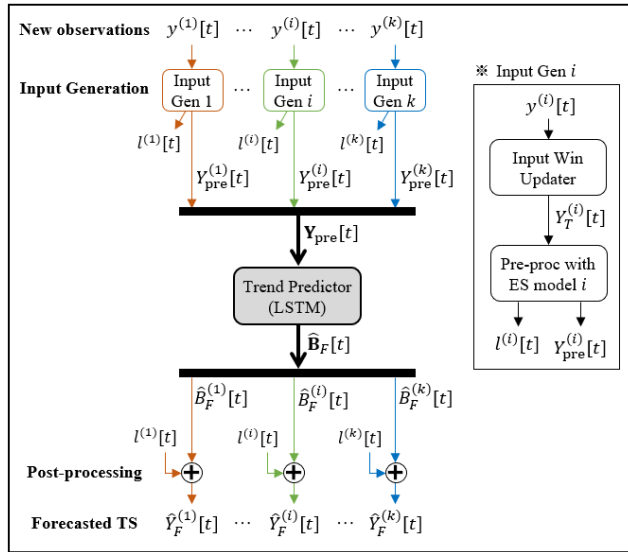 New observations y^(1)[t] ⋯ y^(i)[t] ⋯ y^(k)[t]
Input Generation
Input Gen 1 ⋯ Input Gen i ⋯ Input Gen k
l^(1)[t] l^(i)[t] l^(k)[t]
Y_pre^(1)[t] Y_pre^(i)[t] Y_pre^(k)[t]
𝐘_pre[t]
Trend Predictor
(LSTM)
𝐁̂_F[t]
B̂_F^(1)[t] B̂_F^(i)[t] B̂_F^(k)[t]
l^(1)[t] l^(i)[t] l^(k)[t]
Post-processing + + +
Forecasted TS Ŷ_F^(1)[t] ⋯ Ŷ_F^(i)[t] ⋯ Ŷ_F^(k)[t]
※ Input Gen i
y^(i)[t]
Input Win
Updater
Y_T^(i)[t]
Pre-proc with
ES model i
l^(i)[t] Y_pre^(i)[t]